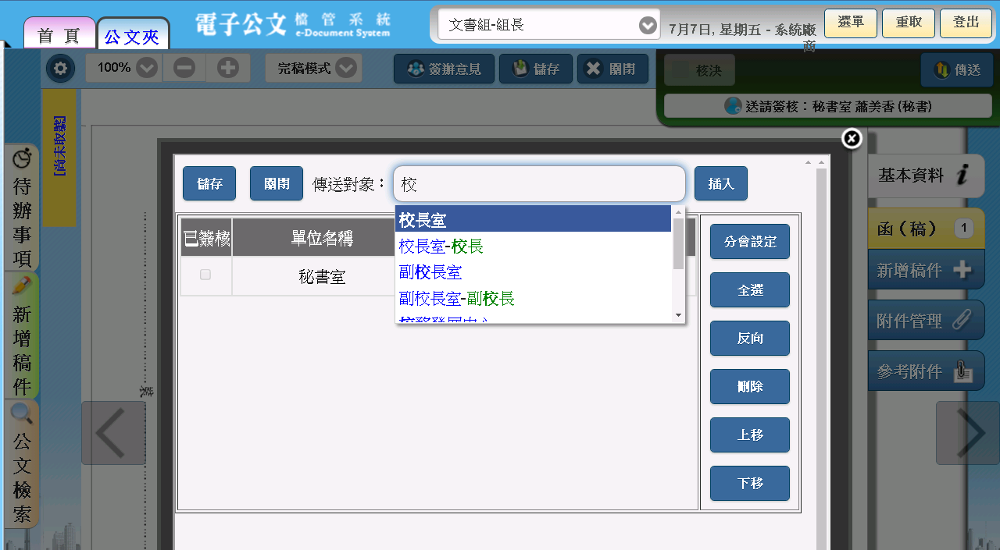 首 頁
公文夾
電子公文 檔管系統
e-Document System
文書組-組長
7月7日, 星期五 - 系統廠商
選單
重取
登出
100%
完稿模式
簽辦意見
儲存
關閉
核決
傳送
送請簽核：秘書室 蕭美香 (秘書)
[尚未取號]
待辦事項
新增稿件
公文檢索
裝
儲存
關閉
傳送對象：
校
插入
校長室
校長室-校長
副校長室
副校長室-副校長
校務發展中心
已簽核
單位名稱
秘書室
分會設定
全選
反向
刪除
上移
下移
基本資料
函（稿）
1
新增稿件
附件管理
參考附件